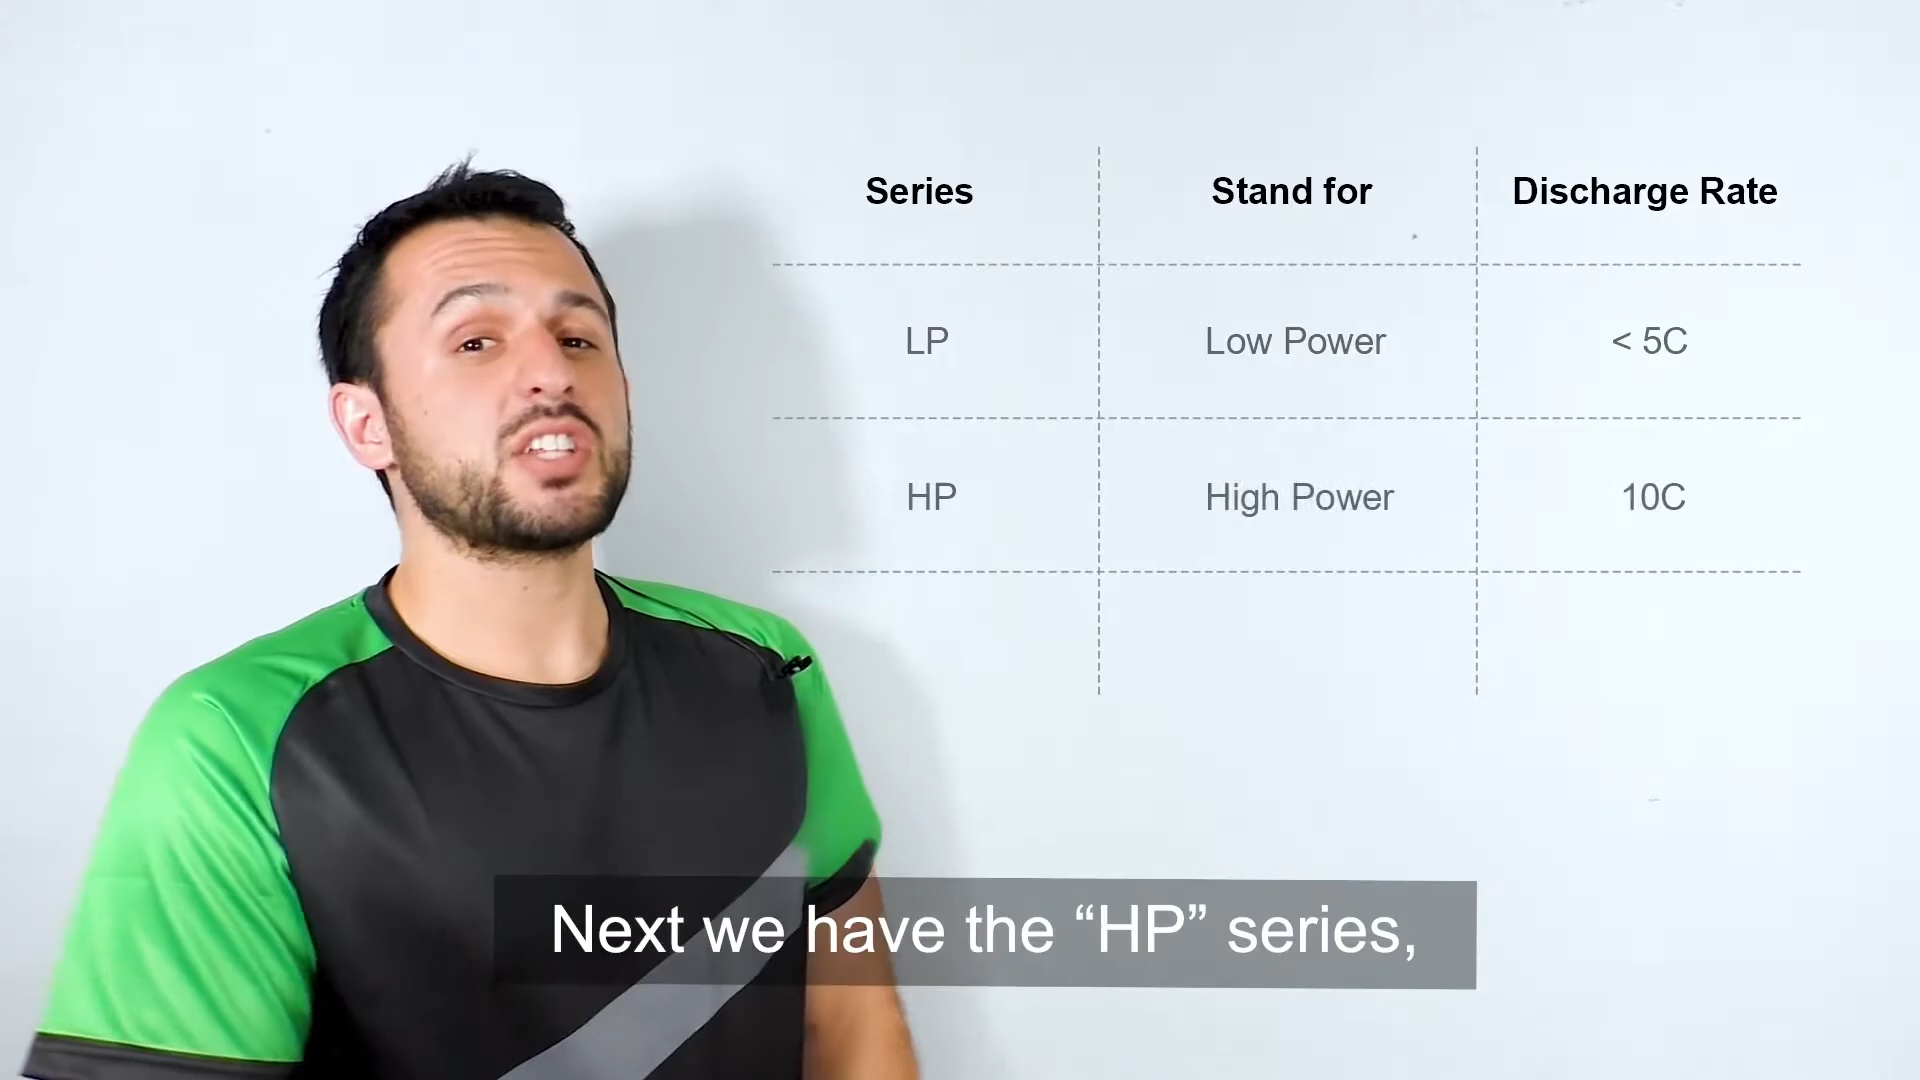 Series Stand for Discharge Rate
LP Low Power < 5C
HP High Power 10C
Next we have the “HP” series,